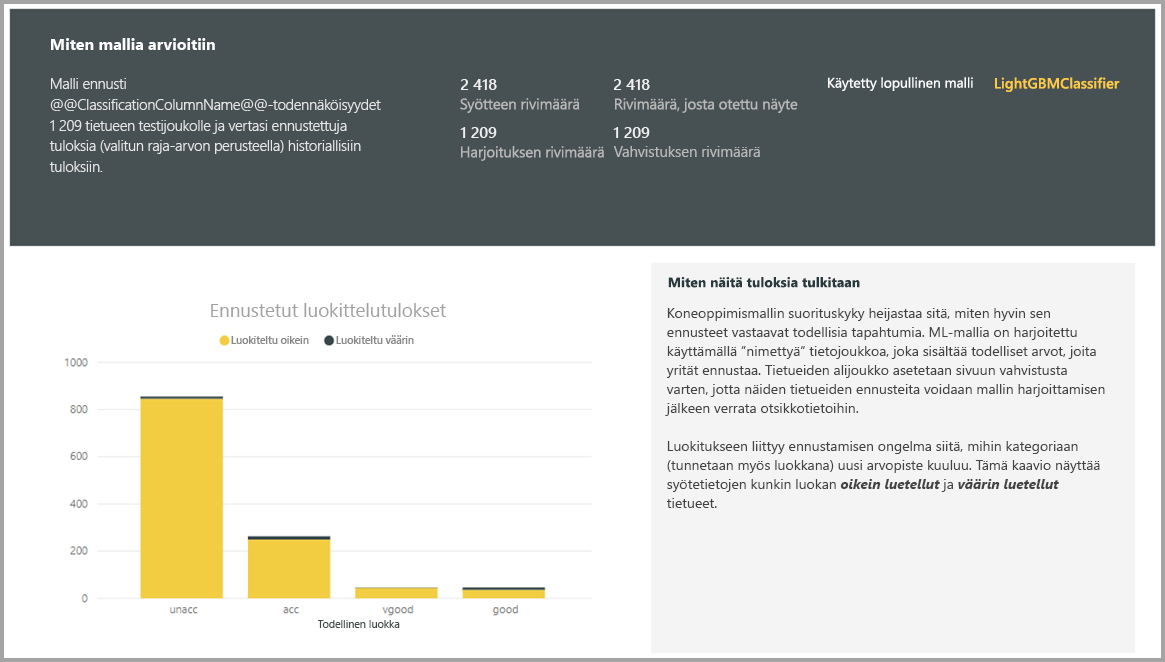 Miten mallia arvioitiin
Malli ennusti
@@ClassificationColumnName@@-todennäköisyydet
1 209 tietueen testijoukolle ja vertasi ennustettuja
tuloksia (valitun raja-arvon perusteella) historiallisiin
tuloksiin.
2 418
Syötteen rivimäärä
2 418
Rivimäärä, josta otettu näyte
1 209
Harjoituksen rivimäärä
1 209
Vahvistuksen rivimäärä
Käytetty lopullinen malli LightGBMClassifier
Ennustetut luokittelutulokset
Luokiteltu oikein Luokiteltu väärin
1000
800
600
400
200
0
unacc acc vgood good
Todellinen luokka
Miten näitä tuloksia tulkitaan
Koneoppimismallin suorituskyky heijastaa sitä, miten hyvin sen
ennusteet vastaavat todellisia tapahtumia. ML-mallia on harjoitettu
käyttämällä "nimettyä" tietojoukkoa, joka sisältää todelliset arvot, joita
yrität ennustaa. Tietueiden alijoukko asetetaan sivuun vahvistusta
varten, jotta näiden tietueiden ennusteita voidaan mallin harjoittamisen
jälkeen verrata otsikkotietoihin.
Luokitukseen liittyy ennustamisen ongelma siitä, mihin kategoriaan
(tunnetaan myös luokkana) uusi arvopiste kuuluu. Tämä kaavio näyttää
syötetietojen kunkin luokan oikein luetellut ja väärin luetellut
tietueet.